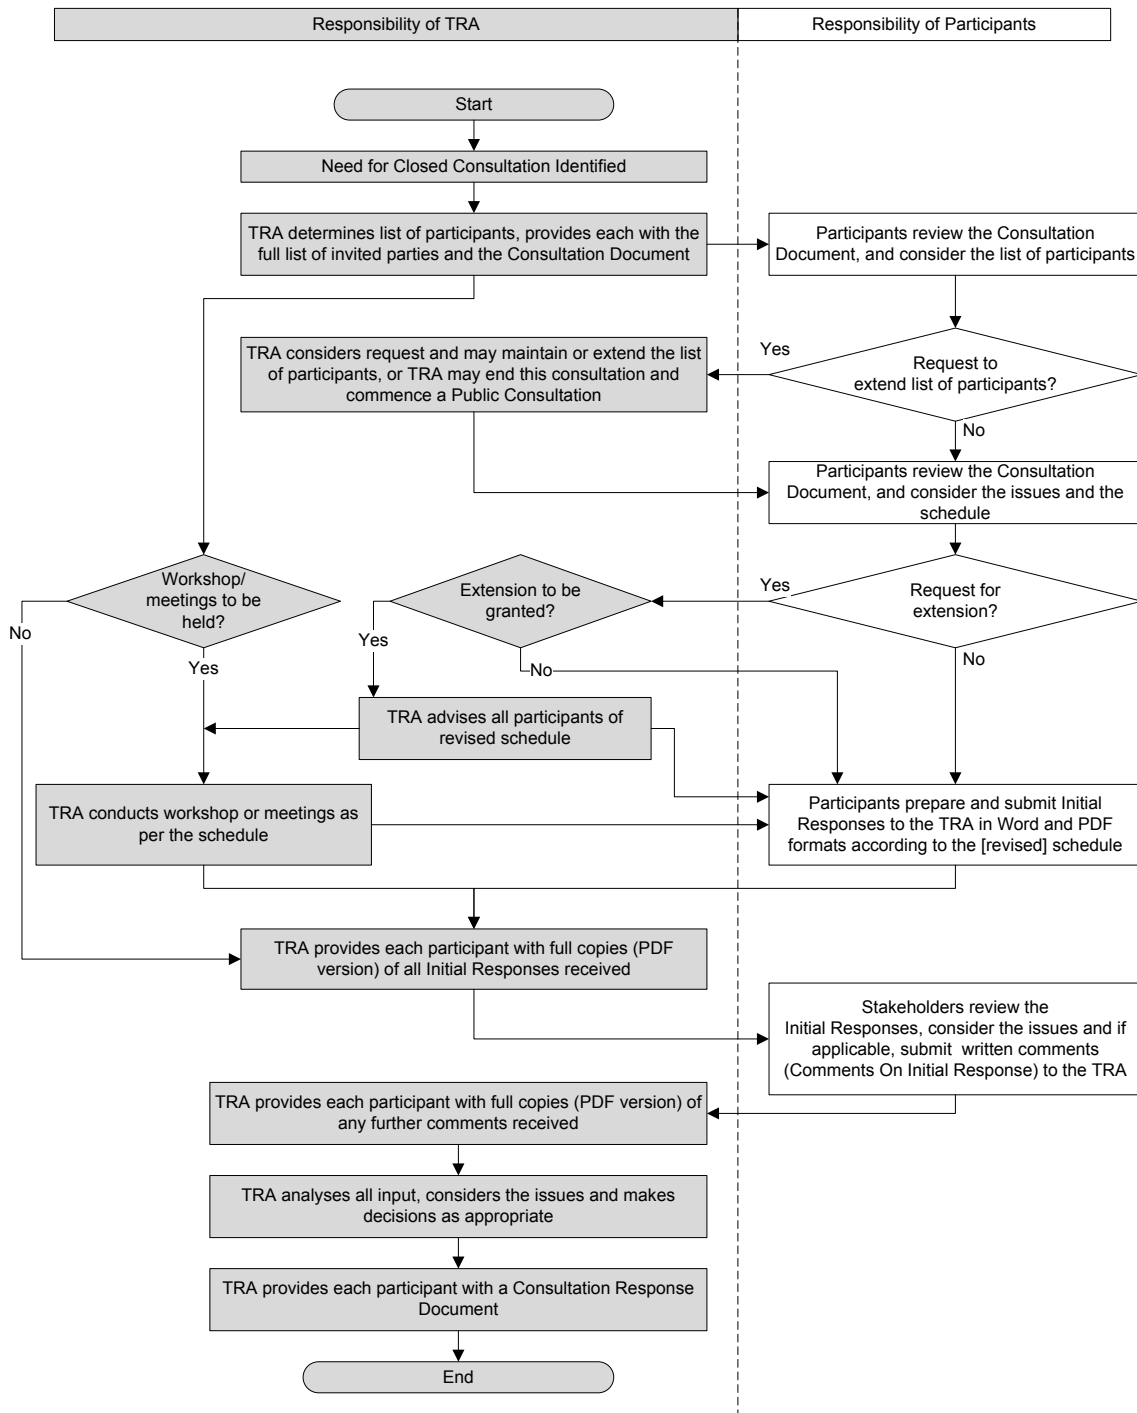 Responsibility of TRA
Responsibility of Participants
Start
Need for Closed Consultation Identified
TRA determines list of participants, provides each with the
full list of invited parties and the Consultation Document
Participants review the Consultation
Document, and consider the list of participants
Yes
Request to
extend list of participants?
TRA considers request and may maintain or extend the list
of participants, or TRA may end this consultation and
commence a Public Consultation
No
Participants review the Consultation
Document, and consider the issues and the
schedule
Workshop/
meetings to be
held?
Extension to be
granted?
Yes
Request for
extension?
No
Yes
Yes
No
No
TRA advises all participants of
revised schedule
TRA conducts workshop or meetings as
per the schedule
Participants prepare and submit Initial
Responses to the TRA in Word and PDF
formats according to the [revised] schedule
TRA provides each participant with full copies (PDF
version) of all Initial Responses received
Stakeholders review the
Initial Responses, consider the issues and if
applicable, submit  written comments
(Comments On Initial Response) to the TRA
TRA provides each participant with full copies (PDF version) of
any further comments received
TRA analyses all input, considers the issues and makes
decisions as appropriate
TRA provides each participant with a Consultation Response
Document
End